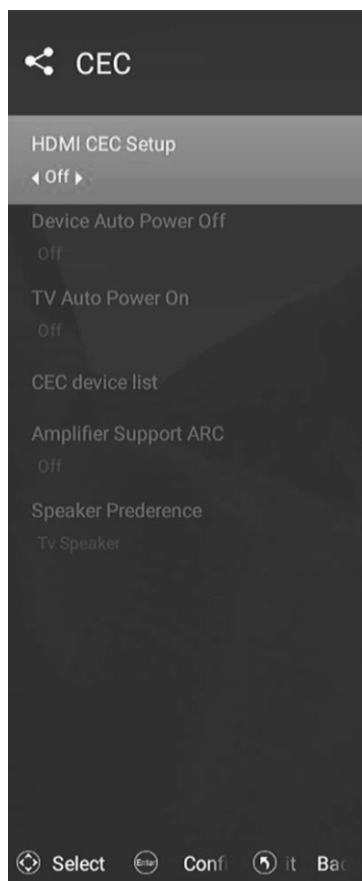 CEC
HDMI CEC Setup
Off
Device Auto Power Off
Off
TV Auto Power On
Off
CEC device list
Amplifier Support ARC
Off
Speaker Prederence
Tv Speaker
Select Enter Confi it Bac